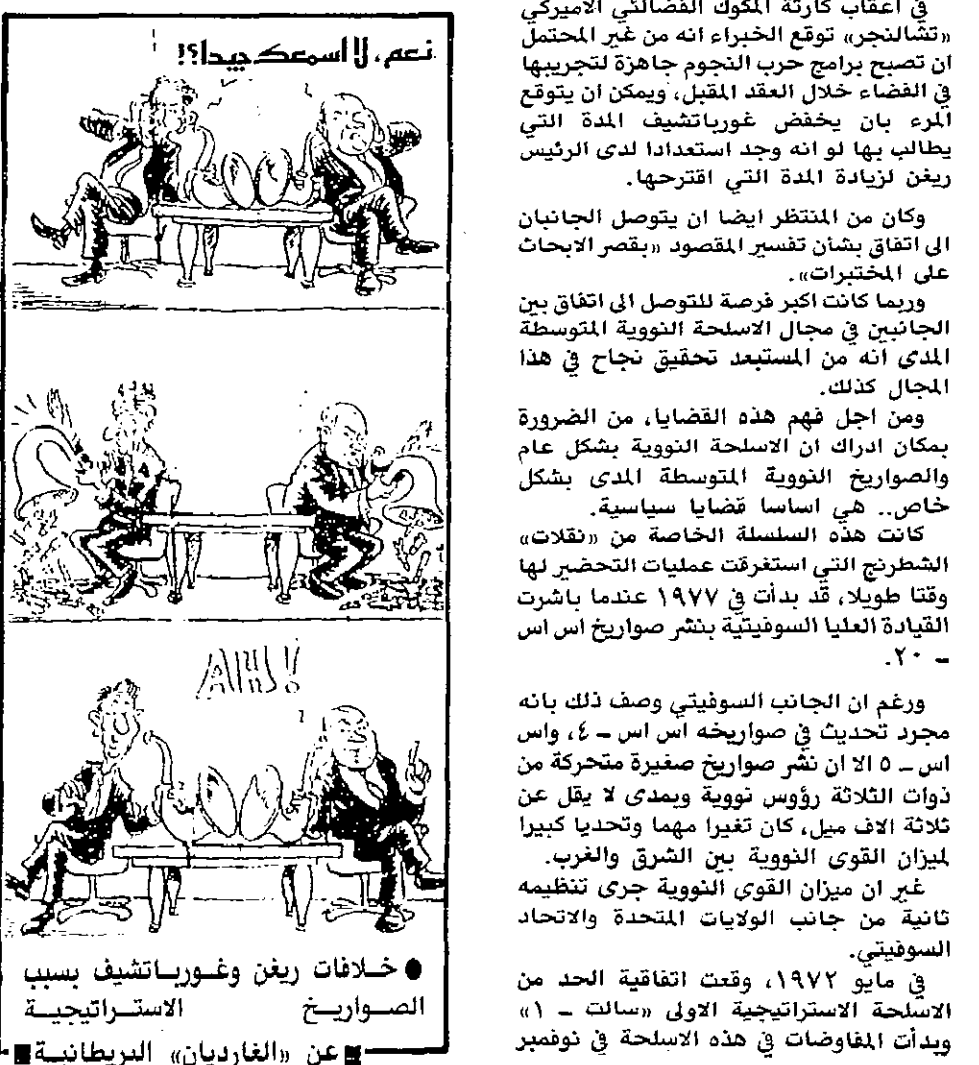 في اعقاب كارثة المكوك الفضائي الاميركي
«تشالنجر» توقع الخبراء انه من غير المحتمل
ان تصبح برامج حرب النجوم جاهزة لتجريبها
في الفضاء خلال العقد المقبل، ويمكن ان يتوقع
المرء بان يخفض غورباتشيف المدة التي
يطالب بها لو انه وجد استعدادا لدى الرئيس
ريغن لزيادة المدة التي اقترحها.
وكان من المنتظر ايضا ان يتوصل الجانبان
الى اتفاق بشأن تفسير المقصود «بقصر الابحاث
على المختبرات».
وربما كانت اكبر فرصة للتوصل الى اتفاق بين
الجانبين في مجال الاسلحة النووية المتوسطة
المدى انه من المستبعد تحقيق نجاح في هذا
المجال كذلك.
ومن اجل فهم هذه القضايا، من الضرورة
بمكان ادراك ان الاسلحة النووية بشكل عام
والصواريخ النووية المتوسطة المدى بشكل
خاص.. هي اساسا قضايا سياسية.
كانت هذه السلسلة الخاصة من «نقلات»
الشطرنج التي استغرقت عمليات التحضير لها
وقتا طويلا، قد بدأت في ١٩٧٧ عندما باشرت
القيادة العليا السوفيتية بنشر صواريخ اس اس
ـ ٢٠.
ورغم ان الجانب السوفيتي وصف ذلك بانه
مجرد تحديث في صواريخه اس اس ـ ٤، واس
اس ـ ٥ الا ان نشر صواريخ صغيرة متحركة من
ذوات الثلاثة رؤوس نووية وبمدى لا يقل عن
ثلاثة الاف ميل، كان تغيرا مهما وتحديا كبيرا
لميزان القوى النووية بين الشرق والغرب.
غير ان ميزان القوى النووية جرى تنظيمه
ثانية من جانب الولايات المتحدة والاتحاد
السوفيتي.
في مايو ١٩٧٢، وقعت اتفاقية الحد من
الاسلحة الاستراتيجية الاولى «سالت ـ ١»
وبدأت المفاوضات في هذه الاسلحة في نوفمبر
نعم، لا اسمعك جيدا؟!
AHH!
● خلافات ريغن وغورباتشيف بسبب
الصواريخ الاستراتيجية
■ عن «الغارديان» البريطانية ■